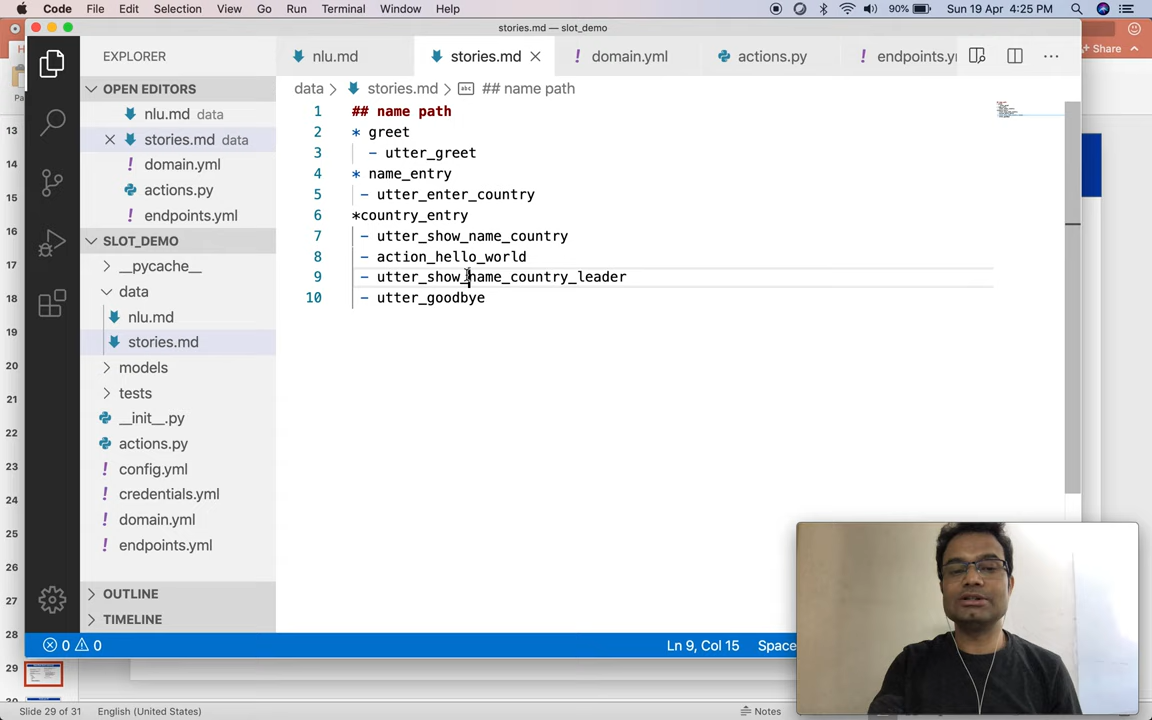 Code File Edit Selection View Go Run Terminal Window Help 90% Sun 19 Apr 4:25 PM
stories.md — slot_demo
Share
EXPLORER
nlu.md stories.md domain.yml actions.py endpoints.y
OPEN EDITORS
data stories.md ## name path
nlu.md data
stories.md data
domain.yml
actions.py
endpoints.yml
SLOT_DEMO
__pycache__
data
nlu.md
stories.md
models
tests
__init__.py
actions.py
config.yml
credentials.yml
domain.yml
endpoints.yml
OUTLINE
TIMELINE
1 ## name path
2 * greet
3 - utter_greet
4 * name_entry
5 - utter_enter_country
6 *country_entry
7 - utter_show_name_country
8 - action_hello_world
9 - utter_show_name_country_leader
10 - utter_goodbye
13
14
15
16
17
18
19
20
21
22
23
24
25
26
27
28
29
30
0 0 Ln 9, Col 15 Space
Slide 29 of 31 English (United States) Notes